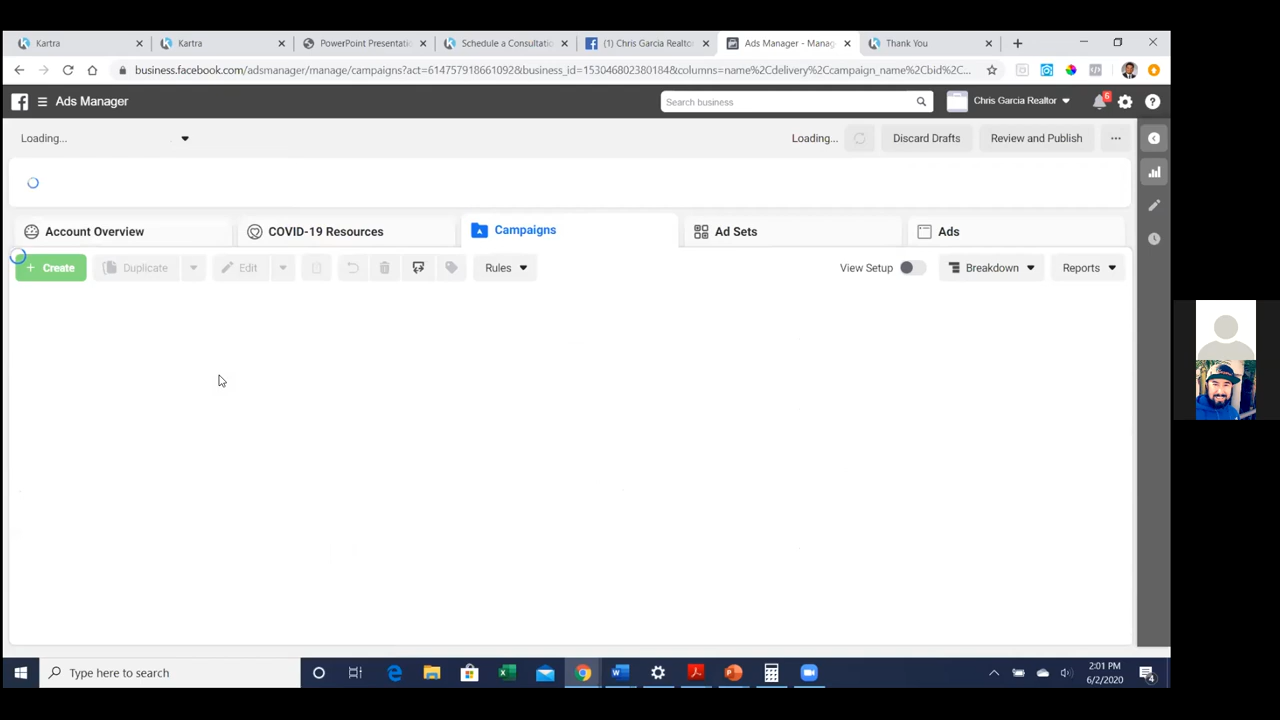 Kartra
Kartra
PowerPoint Presentatio
Schedule a Consultatio
(1) Chris Garcia Realto
Ads Manager - Manag
Thank You
business.facebook.com/adsmanager/manage/campaigns?act=614757918661092&business_id=153046802380184&columns=name%2Cdelivery%2Ccampaign_name%2Cbid%2C...
Ads Manager
Search business
Chris Garcia Realtor
6
Loading...
Loading...
Discard Drafts
Review and Publish
Account Overview
COVID-19 Resources
Campaigns
Ad Sets
Ads
+ Create
Duplicate
Edit
Rules
View Setup
Breakdown
Reports
Type here to search
2:01 PM
6/2/2020
4